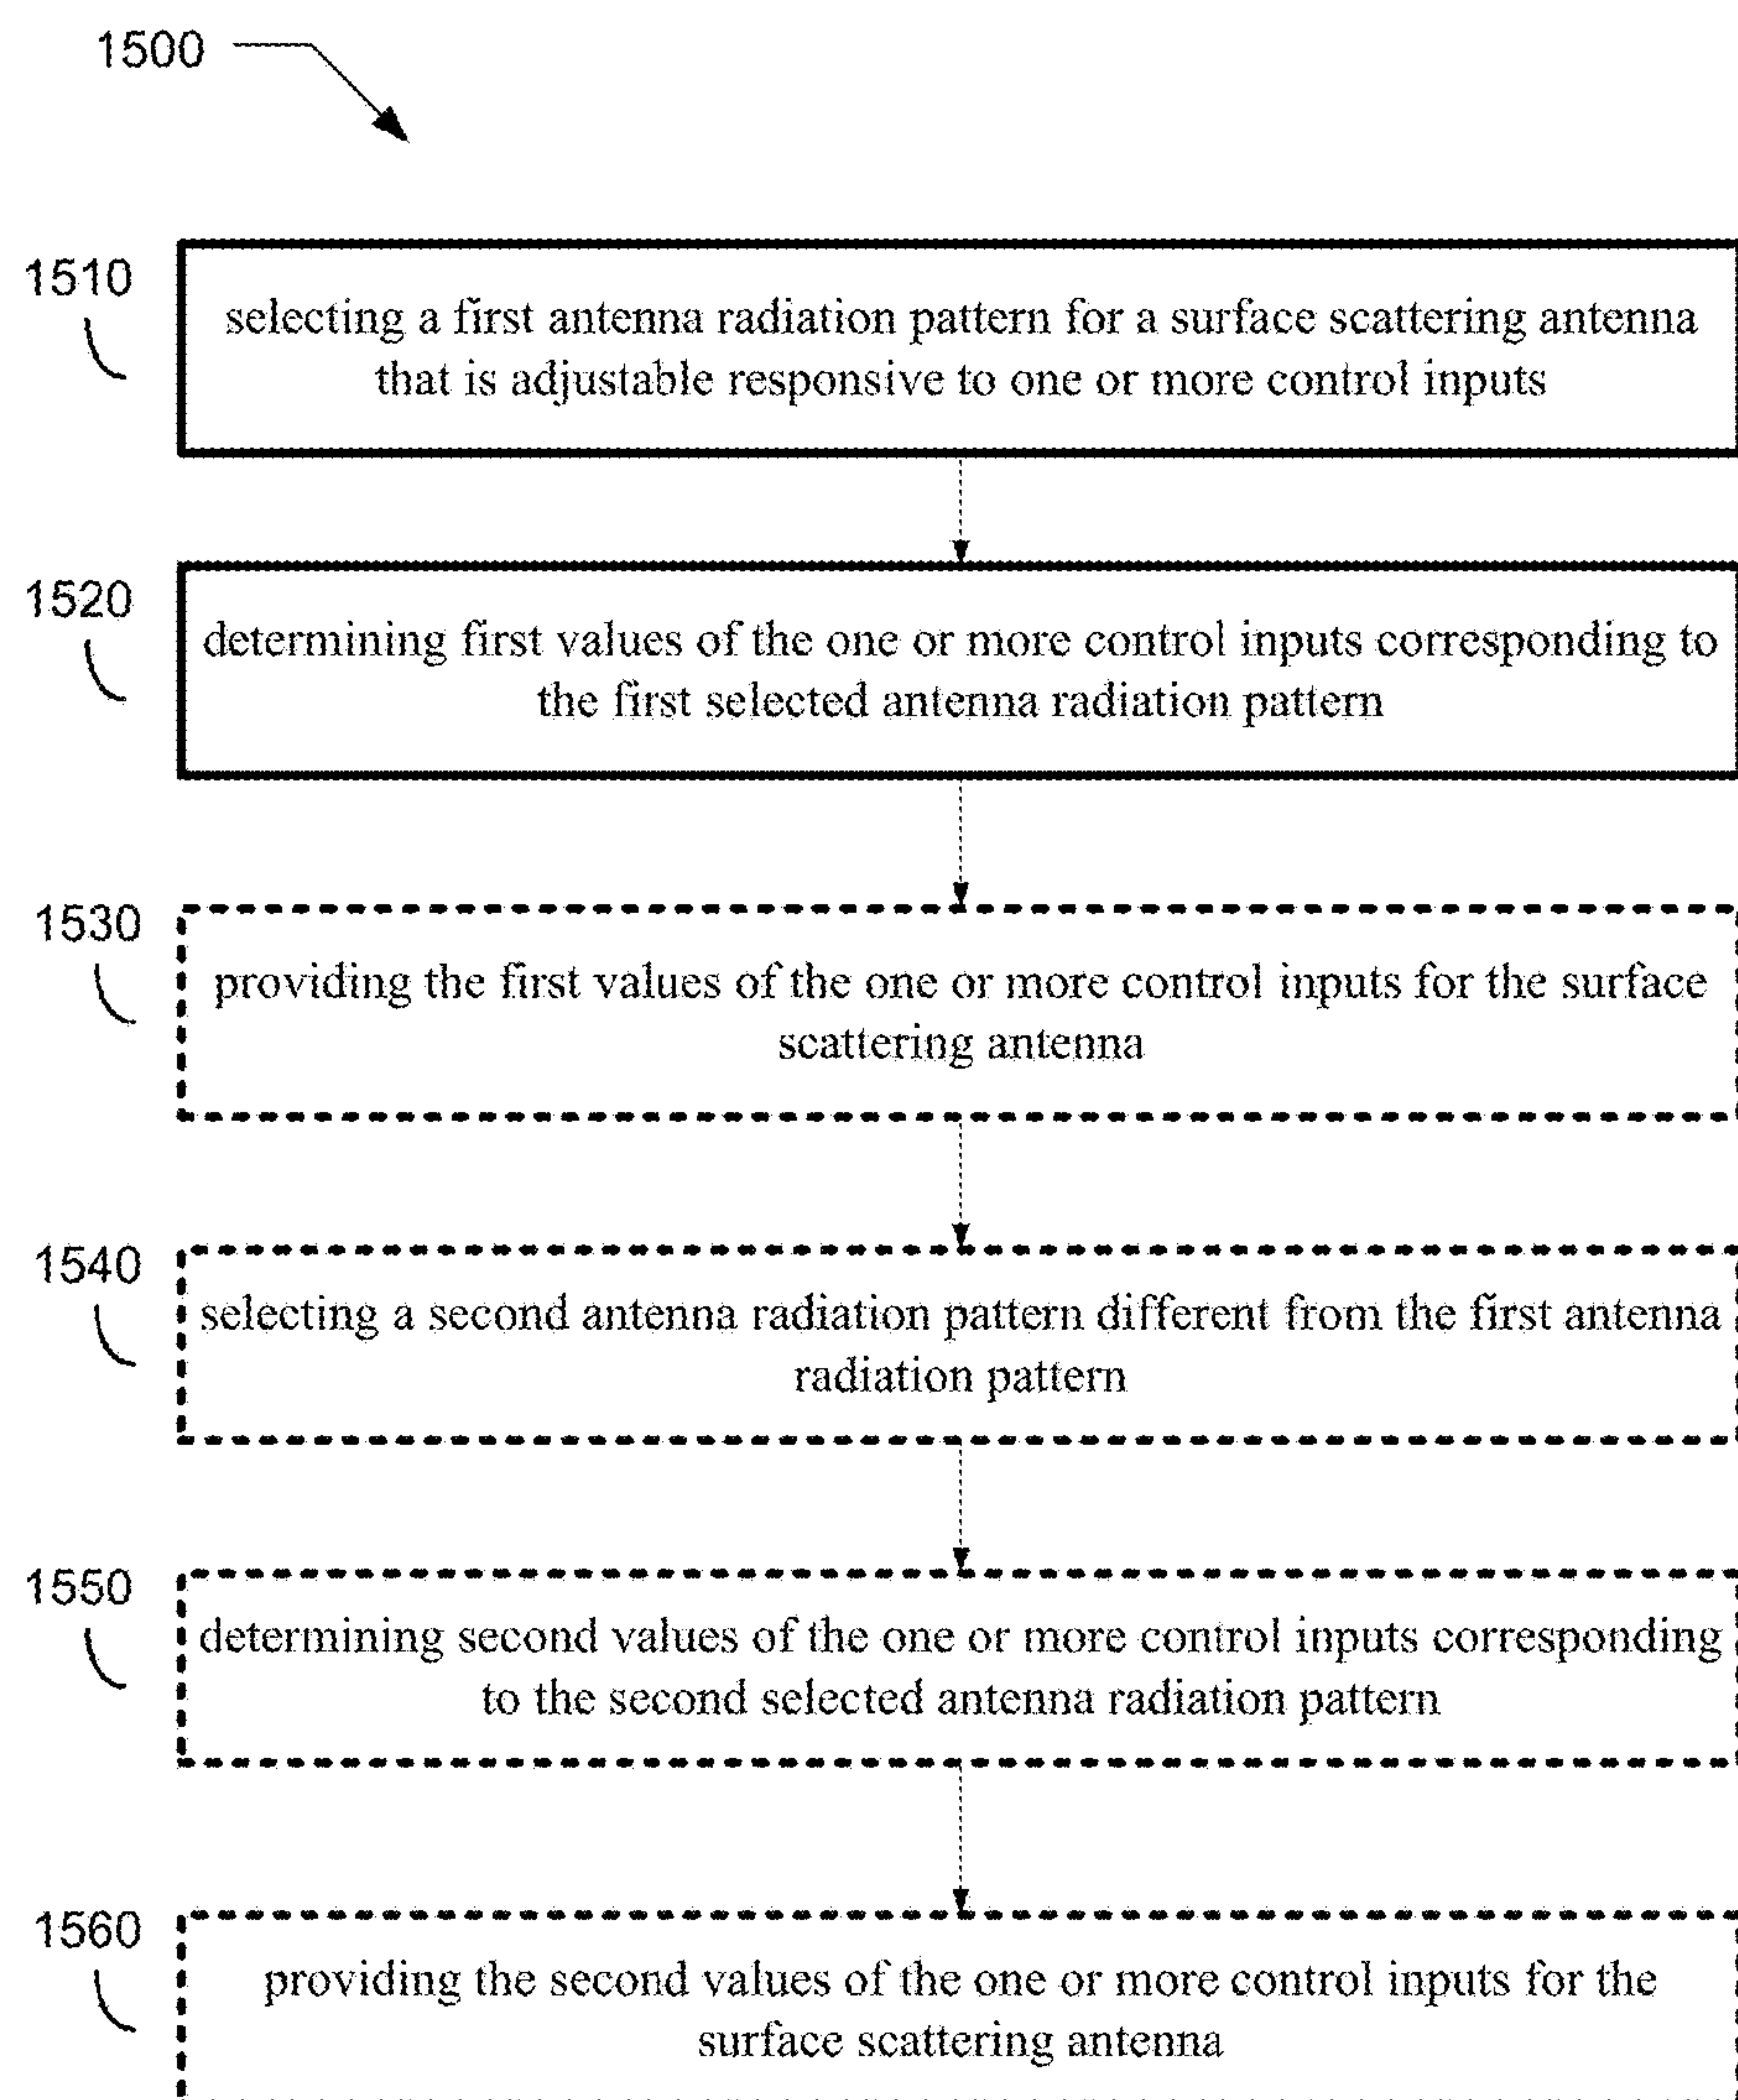 1500
1510
selecting a first antenna radiation pattern for a surface scattering antenna
that is adjustable responsive to one or more control inputs
1520
determining first values of the one or more control inputs corresponding to
the first selected antenna radiation pattern
1530
providing the first values of the one or more control inputs for the surface
scattering antenna
1540
selecting a second antenna radiation pattern different from the first antenna
radiation pattern
1550
determining second values of the one or more control inputs corresponding
to the second selected antenna radiation pattern
1560
providing the second values of the one or more control inputs for the
surface scattering antenna